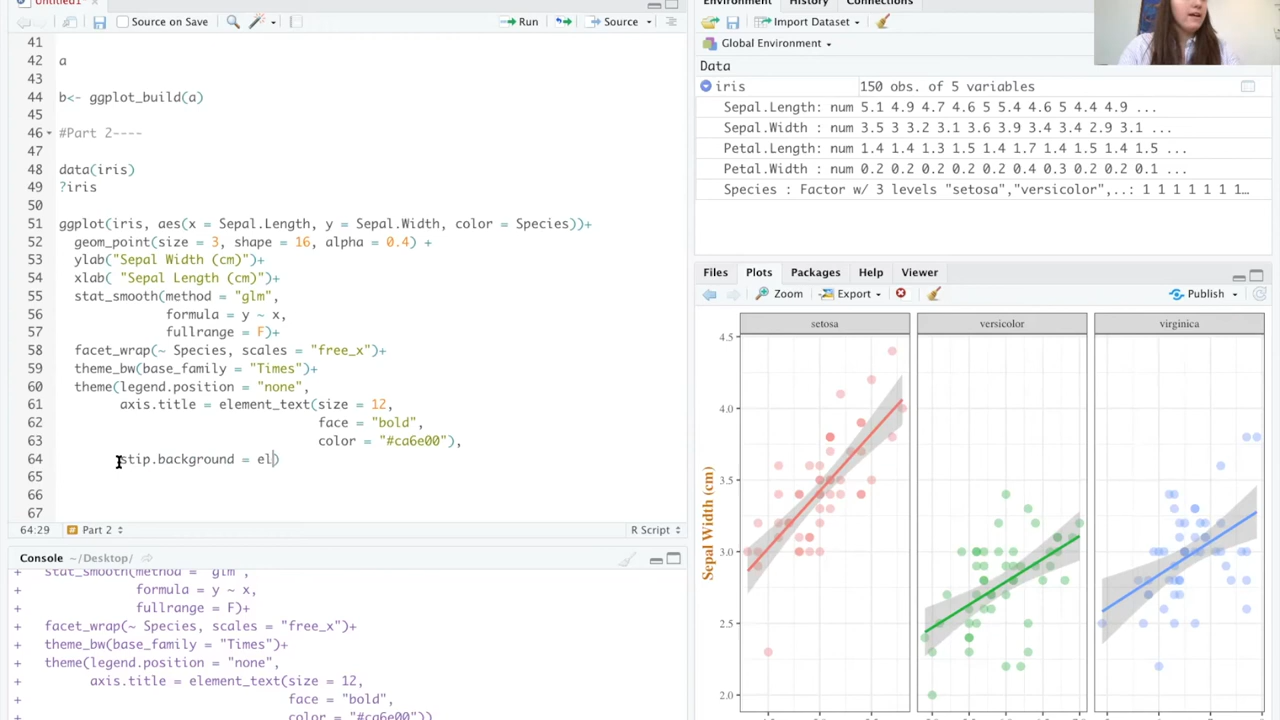 Untitled1*
Source on Save
Run
Source
41
42 a
43
44 b<- ggplot_build(a)
45
46 #Part 2----
47
48 data(iris)
49 ?iris
50
51 ggplot(iris, aes(x = Sepal.Length, y = Sepal.Width, color = Species))+
52 geom_point(size = 3, shape = 16, alpha = 0.4) +
53 ylab("Sepal Width (cm)")+
54 xlab( "Sepal Length (cm)")+
55 stat_smooth(method = "glm",
56 formula = y ~ x,
57 fullrange = F)+
58 facet_wrap(~ Species, scales = "free_x")+
59 theme_bw(base_family = "Times")+
60 theme(legend.position = "none",
61 axis.title = element_text(size = 12,
62 face = "bold",
63 color = "#ca6e00"),
64 stip.background = el)
65
66
67
64:29 Part 2 R Script
Console ~/Desktop/
+ stat_smooth(method = "glm",
+ formula = y ~ x,
+ fullrange = F)+
+ facet_wrap(~ Species, scales = "free_x")+
+ theme_bw(base_family = "Times")+
+ theme(legend.position = "none",
+ axis.title = element_text(size = 12,
+ face = "bold",
+ color = "#ca6e00"))
Environment History Connections
Import Dataset
Global Environment
Data
iris 150 obs. of 5 variables
Sepal.Length: num 5.1 4.9 4.7 4.6 5 5.4 4.6 5 4.4 4.9 ...
Sepal.Width : num 3.5 3 3.2 3.1 3.6 3.9 3.4 3.4 2.9 3.1 ...
Petal.Length: num 1.4 1.4 1.3 1.5 1.4 1.7 1.4 1.5 1.4 1.5 ...
Petal.Width : num 0.2 0.2 0.2 0.2 0.2 0.4 0.3 0.2 0.2 0.1 ...
Species : Factor w/ 3 levels "setosa","versicolor",..: 1 1 1 1 1 1 1…
Files Plots Packages Help Viewer
Zoom Export Publish
setosa versicolor virginica
4.5
4.0
3.5
3.0
2.5
2.0
Sepal Width (cm)